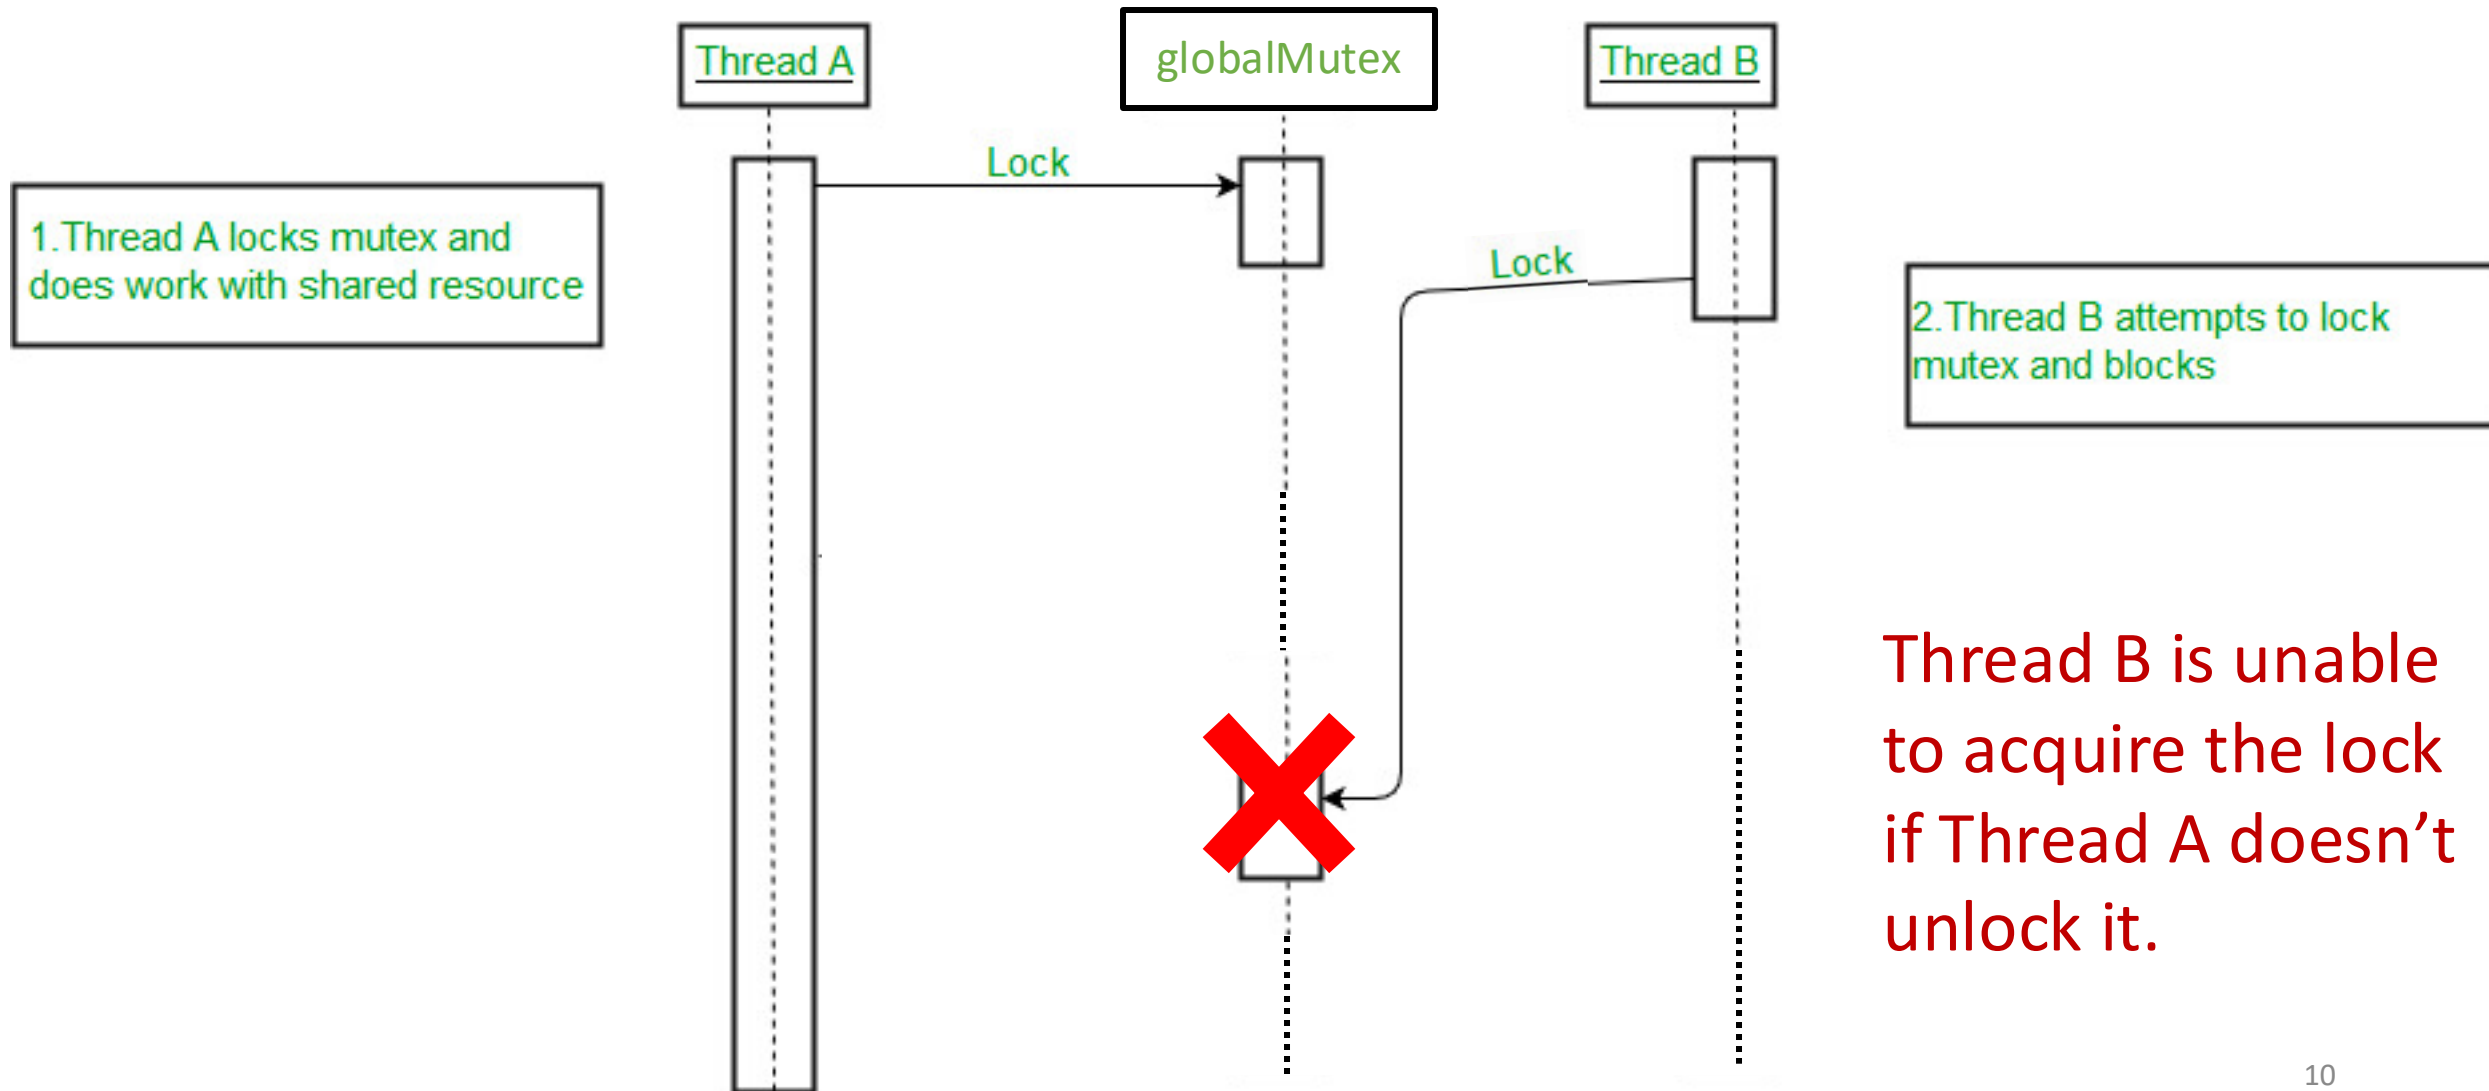 Thread A
globalMutex
Thread B
Lock
1.Thread A locks mutex and
does work with shared resource
Lock
2.Thread B attempts to lock
mutex and blocks
Thread B is unable
to acquire the lock
if Thread A doesn’t
unlock it.
10